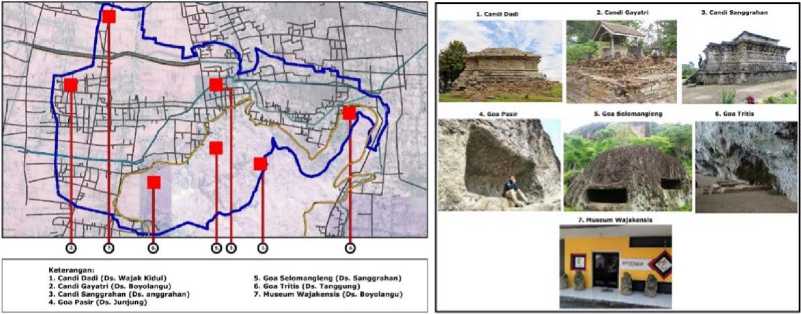 Keterangan:
1. Candi Dadi (Ds. Wajak Kidul)
2. Candi Gayatri (Ds. Boyolangu)
3. Candi Sanggrahan (Ds. anggrahan)
4. Goa Pasir (Ds. Junjung)
5. Goa Selomangleng (Ds. Sanggrahan)
6. Goa Tritis (Ds. Tanggung)
7. Museum Wajakensis (Ds. Boyolangu)
1. Candi Dadi
2. Candi Gayatri
3. Candi Sanggrahan
4. Goa Pasir
5. Goa Selomangleng
6. Goa Tritis
7. Museum Wajakensis